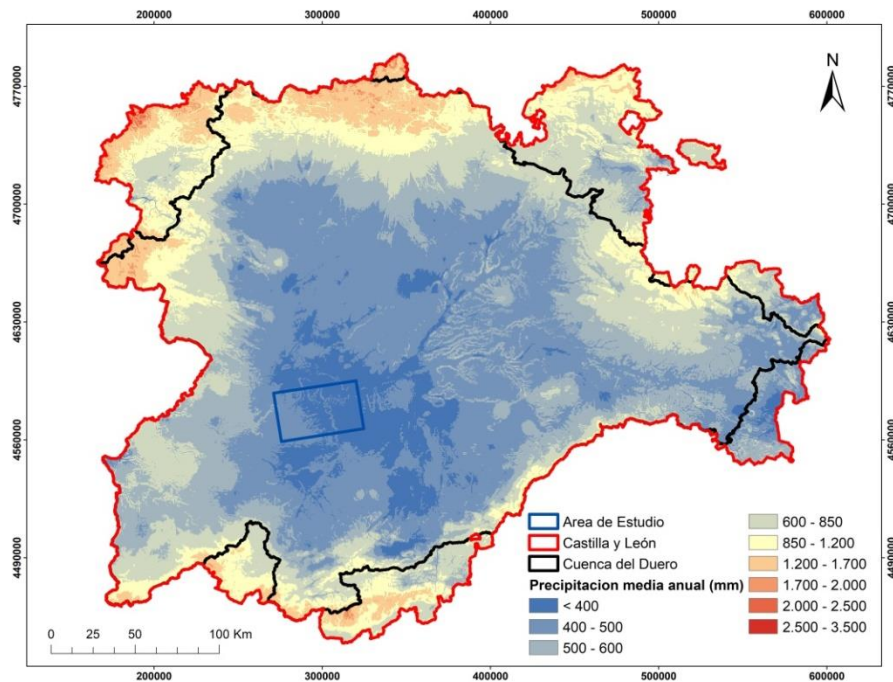 200000 300000 400000 500000 600000
4770000 4770000
N
4700000 4700000
4630000 4630000
4560000 4560000
4490000 4490000
Area de Estudio
Castilla y León
Cuenca del Duero
Precipitacion media anual (mm)
< 400
400 - 500
500 - 600
600 - 850
850 - 1.200
1.200 - 1.700
1.700 - 2.000
2.000 - 2.500
2.500 - 3.500
0 25 50 100 Km
200000 300000 400000 500000 600000